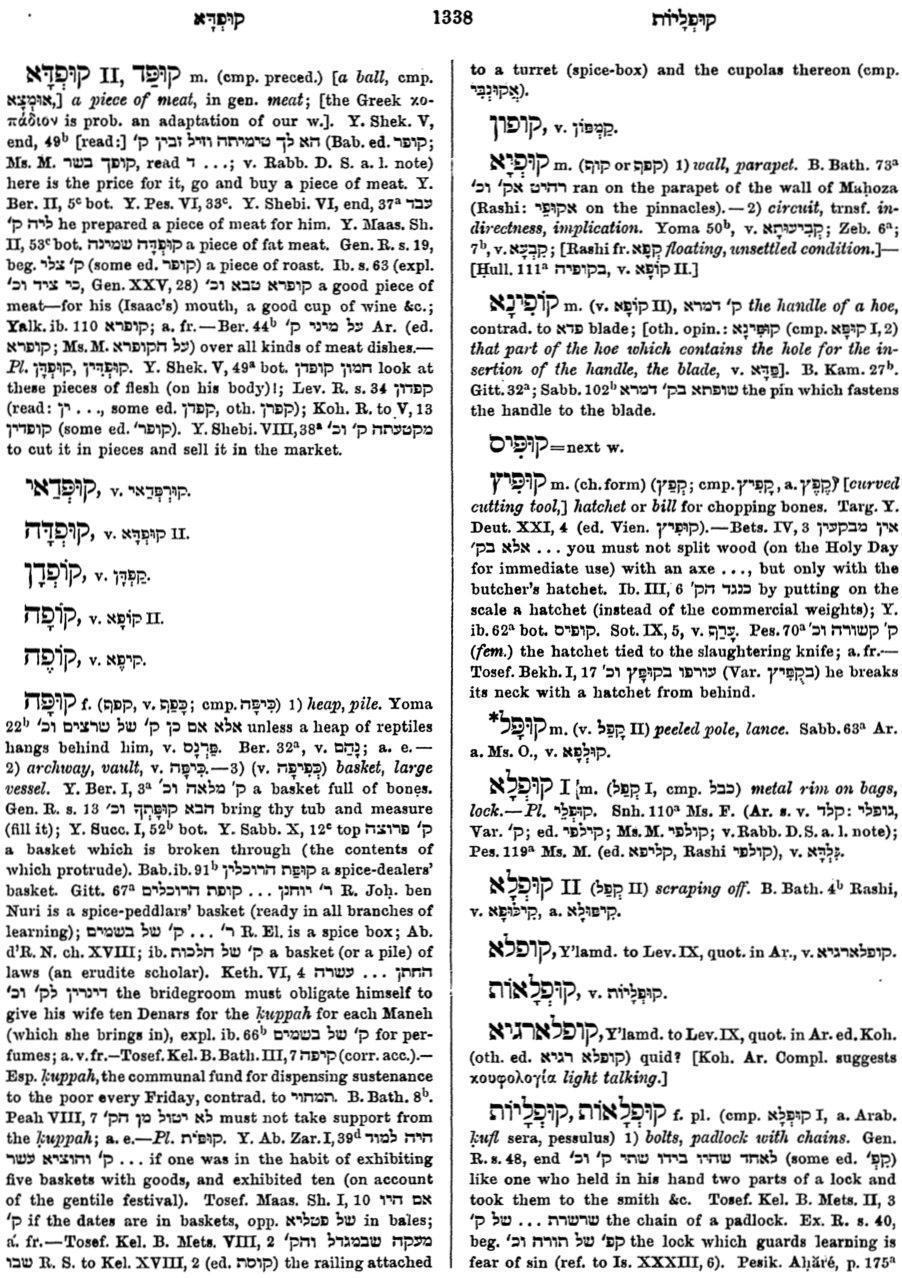 קוּפְדָּא 1338 קוּפְלָיוֹת
קוּפְדָּא II, קוּפַד m. (cmp. preced.) [a ball, cmp.
אוּמְצָא,] a piece of meat, in gen. meat; [the Greek κο-
πάδιον is prob. an adaptation of our w.]. Y. Shek. V,
end, 49ᵇ [read:] הא לך טימיתה וזיל זבין ק׳ (Bab. ed. קופר;
Ms. M. קופך בשר, read ד ...; v. Rabb. D. S. a. l. note)
here is the price for it, go and buy a piece of meat. Y.
Ber. II, 5ᶜ bot. Y. Pes. VI, 33ᶜ. Y. Shebi. VI, end, 37ᵃ עבד
ליה ק׳ he prepared a piece of meat for him. Y. Maas. Sh.
II, 53ᶜ bot. קוּפְדָּה שמינה a piece of fat meat. Gen. R. s. 19,
beg. ק׳ צלי (some ed. קופר) a piece of roast. Ib. s. 63 (expl.
כי ציד וכ׳, Gen. XXV, 28) קופרא טבא וכ׳ a good piece of
meat—for his (Isaac's) mouth, a good cup of wine &c.;
Yalk. ib. 110 קופרא; a. fr.—Ber. 44ᵇ על מיני ק׳ Ar. (ed.
קופרא; Ms. M. על הקופרא) over all kinds of meat dishes.—
Pl. קוּפְדִין, קוּפְדָּן. Y. Shek. V, 49ᵃ bot. חמון קופדן look at
these pieces of flesh (on his body)!; Lev. R. s. 34 קפדון
(read: ין ..., some ed. קפדן, oth. קפרן); Koh. R. to V, 13
קופדין (some ed. קופר׳). Y. Shebi. VIII, 38ᵃ מקטעתה ק׳ וכ׳
to cut it in pieces and sell it in the market.
קוּפְדַאי, v. קוּרְפְּדַאי.
קוּפְדָּה, v. קוּפְדָּא II.
קוֹפְדָן, v. קַפְּדָן.
קוֹפָה, v. קוֹפָא II.
קוֹפֶה, v. קיפא.
קוּפָּה f. (קפף, v. כָּפַף; cmp. כִּיפָּה) 1) heap, pile. Yoma
22ᵇ אלא אם כן ק׳ של שרצים וכ׳ unless a heap of reptiles
hangs behind him, v. פַּרְנָס. Ber. 32ᵃ, v. נָהַם; a. e.—
2) archway, vault, v. כִּיפָּה.—3) (v. כְּפִיפָה) basket, large
vessel. Y. Ber. I, 3ᵃ ק׳ מלאה וכ׳ a basket full of bones.
Gen. R. s. 13 הבא קוּפָּתְךָ וכ׳ bring thy tub and measure
(fill it); Y. Succ. I, 52ᵇ bot. Y. Sabb. X, 12ᶜ top ק׳ פרוצה
a basket which is broken through (the contents of
which protrude). Bab. ib. 91ᵇ קוּפַּת הרוכלין a spice-dealers'
basket. Gitt. 67ᵃ ר׳ יוחנן ... קופת הרוכלים R. Joḥ. ben
Nuri is a spice-peddlars' basket (ready in all branches of
learning); ר׳ ... ק׳ של בשמים R. El. is a spice box; Ab.
d'R. N. ch. XVIII; ib. ק׳ של הלכות a basket (or a pile) of
laws (an erudite scholar). Keth. VI, 4 החתן ... עשרה
דינרין לק׳ וכ׳ the bridegroom must obligate himself to
give his wife ten Denars for the ḳuppah for each Maneh
(which she brings in), expl. ib. 66ᵇ ק׳ של בשמים for per-
fumes; a. v. fr.—Tosef. Kel. B. Bath. III, 7 קיפה (corr. acc.).—
Esp. ḳuppah, the communal fund for dispensing sustenance
to the poor every Friday, contrad. to תמחוי. B. Bath. 8ᵇ.
Peah VIII, 7 לא יטול מן הק׳ must not take support from
the ḳuppah; a. e.—Pl. קופּוֹת. Y. Ab. Zar. I, 39ᵈ היה למוד
ק׳ והוציא עשר ... if one was in the habit of exhibiting
five baskets with goods, and exhibited ten (on account
of the gentile festival). Tosef. Maas. Sh. I, 10 אם היו
ק׳ if the dates are in baskets, opp. של פטליא in bales;
a. fr.—Tosef. Kel. B. Mets. VIII, 2 מעקה שבמגדל והק׳
שבו R. S. to Kel. XVIII, 2 (ed. קוסת) the railing attached
to a turret (spice-box) and the cupolas thereon (cmp.
אֲקוּנְבִּי).
קופון, v. קַמְפּוֹן.
קוּפְיָא m. (קוף or קפף) 1) wall, parapet. B. Bath. 73ᵃ
רהיט אק׳ וכ׳ ran on the parapet of the wall of Maḥoza
(Rashi: אקוּפֵי on the pinnacles).—2) circuit, trnsf. in-
directness, implication. Yoma 50ᵇ, v. קְבִיעוּתָא; Zeb. 6ᵃ;
7ᵇ, v. קִבְעָא; [Rashi fr. קפא floating, unsettled condition.]—
[Ḥull. 111ᵃ בקופיה, v. קוֹפָא II.]
קוֹפִינָא m. (v. קוֹפָא II), ק׳ דמרא the handle of a hoe,
contrad. to פדא blade; [oth. opin.: קוּפִּינָא (cmp. קוּפָּא I, 2)
that part of the hoe which contains the hole for the in-
sertion of the handle, the blade, v. פַּדָּא]. B. Kam. 27ᵇ.
Gitt. 32ᵃ; Sabb. 102ᵇ שופתא בק׳ דמרא the pin which fastens
the handle to the blade.
קוֹפִּיס=next w.
קוֹפִּיץ m. (ch. form) (קְפַץ; cmp. קָפִיץ, a. קֶפֶץ) [curved
cutting tool,] hatchet or bill for chopping bones. Targ. Y.
Deut. XXI, 4 (ed. Vien. קוּפִּיץ).—Bets. IV, 3 אין מבקעין
אלא בק׳ ... you must not split wood (on the Holy Day
for immediate use) with an axe ..., but only with the
butcher's hatchet. Ib. III, 6 כנגד הק׳ by putting on the
scale a hatchet (instead of the commercial weights); Y.
ib. 62ᵃ bot. קופיס. Sot. IX, 5, v. עָרַף. Pes. 70ᵃ ק׳ קשורה וכ׳
(fem.) the hatchet tied to the slaughtering knife; a. fr.—
Tosef. Bekh. I, 17 עורפו בקוֹפֵּץ וכ׳ (Var. בקֻפִּיץ) he breaks
its neck with a hatchet from behind.
*קוּפָּל m. (v. קְפַל II) peeled pole, lance. Sabb. 63ᵃ Ar.
a. Ms. O., v. קוּלְפָא.
קוּפְלָא I m. (קְפַל I, cmp. כבל) metal rim on bags,
lock.—Pl. קוּפְלֵי. Snh. 110ᵃ Ms. F. (Ar. s. v. קלד: גופלי,
Var. ק׳; ed. קילפי; Ms. M. קולפי; v. Rabb. D. S. a. l. note);
Pes. 119ᵃ Ms. M. (ed. קליפא, Rashi קולפי), v. גִּלְדָּא.
קוּפְלָא II (קְפַל II) scraping off. B. Bath. 4ᵇ Rashi,
v. קִילּוּפָא, a. קִיפּוּלָא.
קופלא, Y'lamd. to Lev. IX, quot. in Ar., v. קופלארגיא.
קוּפְלָאוֹת, v. קוּפְלָיוֹת.
קופלארגיא, Y'lamd. to Lev. IX, quot. in Ar. ed. Koh.
(oth. ed. קופלא רגיא) quid? [Koh. Ar. Compl. suggests
κουφολογία light talking.]
קוּפְלָאוֹת, קוּפְלָיוֹת f. pl. (cmp. קוּפְלָא I, a. Arab.
ḳufl sera, pessulus) 1) bolts, padlock with chains. Gen.
R. s. 48, end לאחד שהיו בידו שתי ק׳ וכ׳ (some ed. קְפ׳)
like one who held in his hand two parts of a lock and
took them to the smith &c. Tosef. Kel. B. Mets. II, 3
שרשרת ... של ק׳ the chain of a padlock. Ex. R. s. 40,
beg. קפ׳ של תורה וכ׳ the lock which guards learning is
fear of sin (ref. to Is. XXXIII, 6). Pesik. Aḥăré, p. 175ᵃ